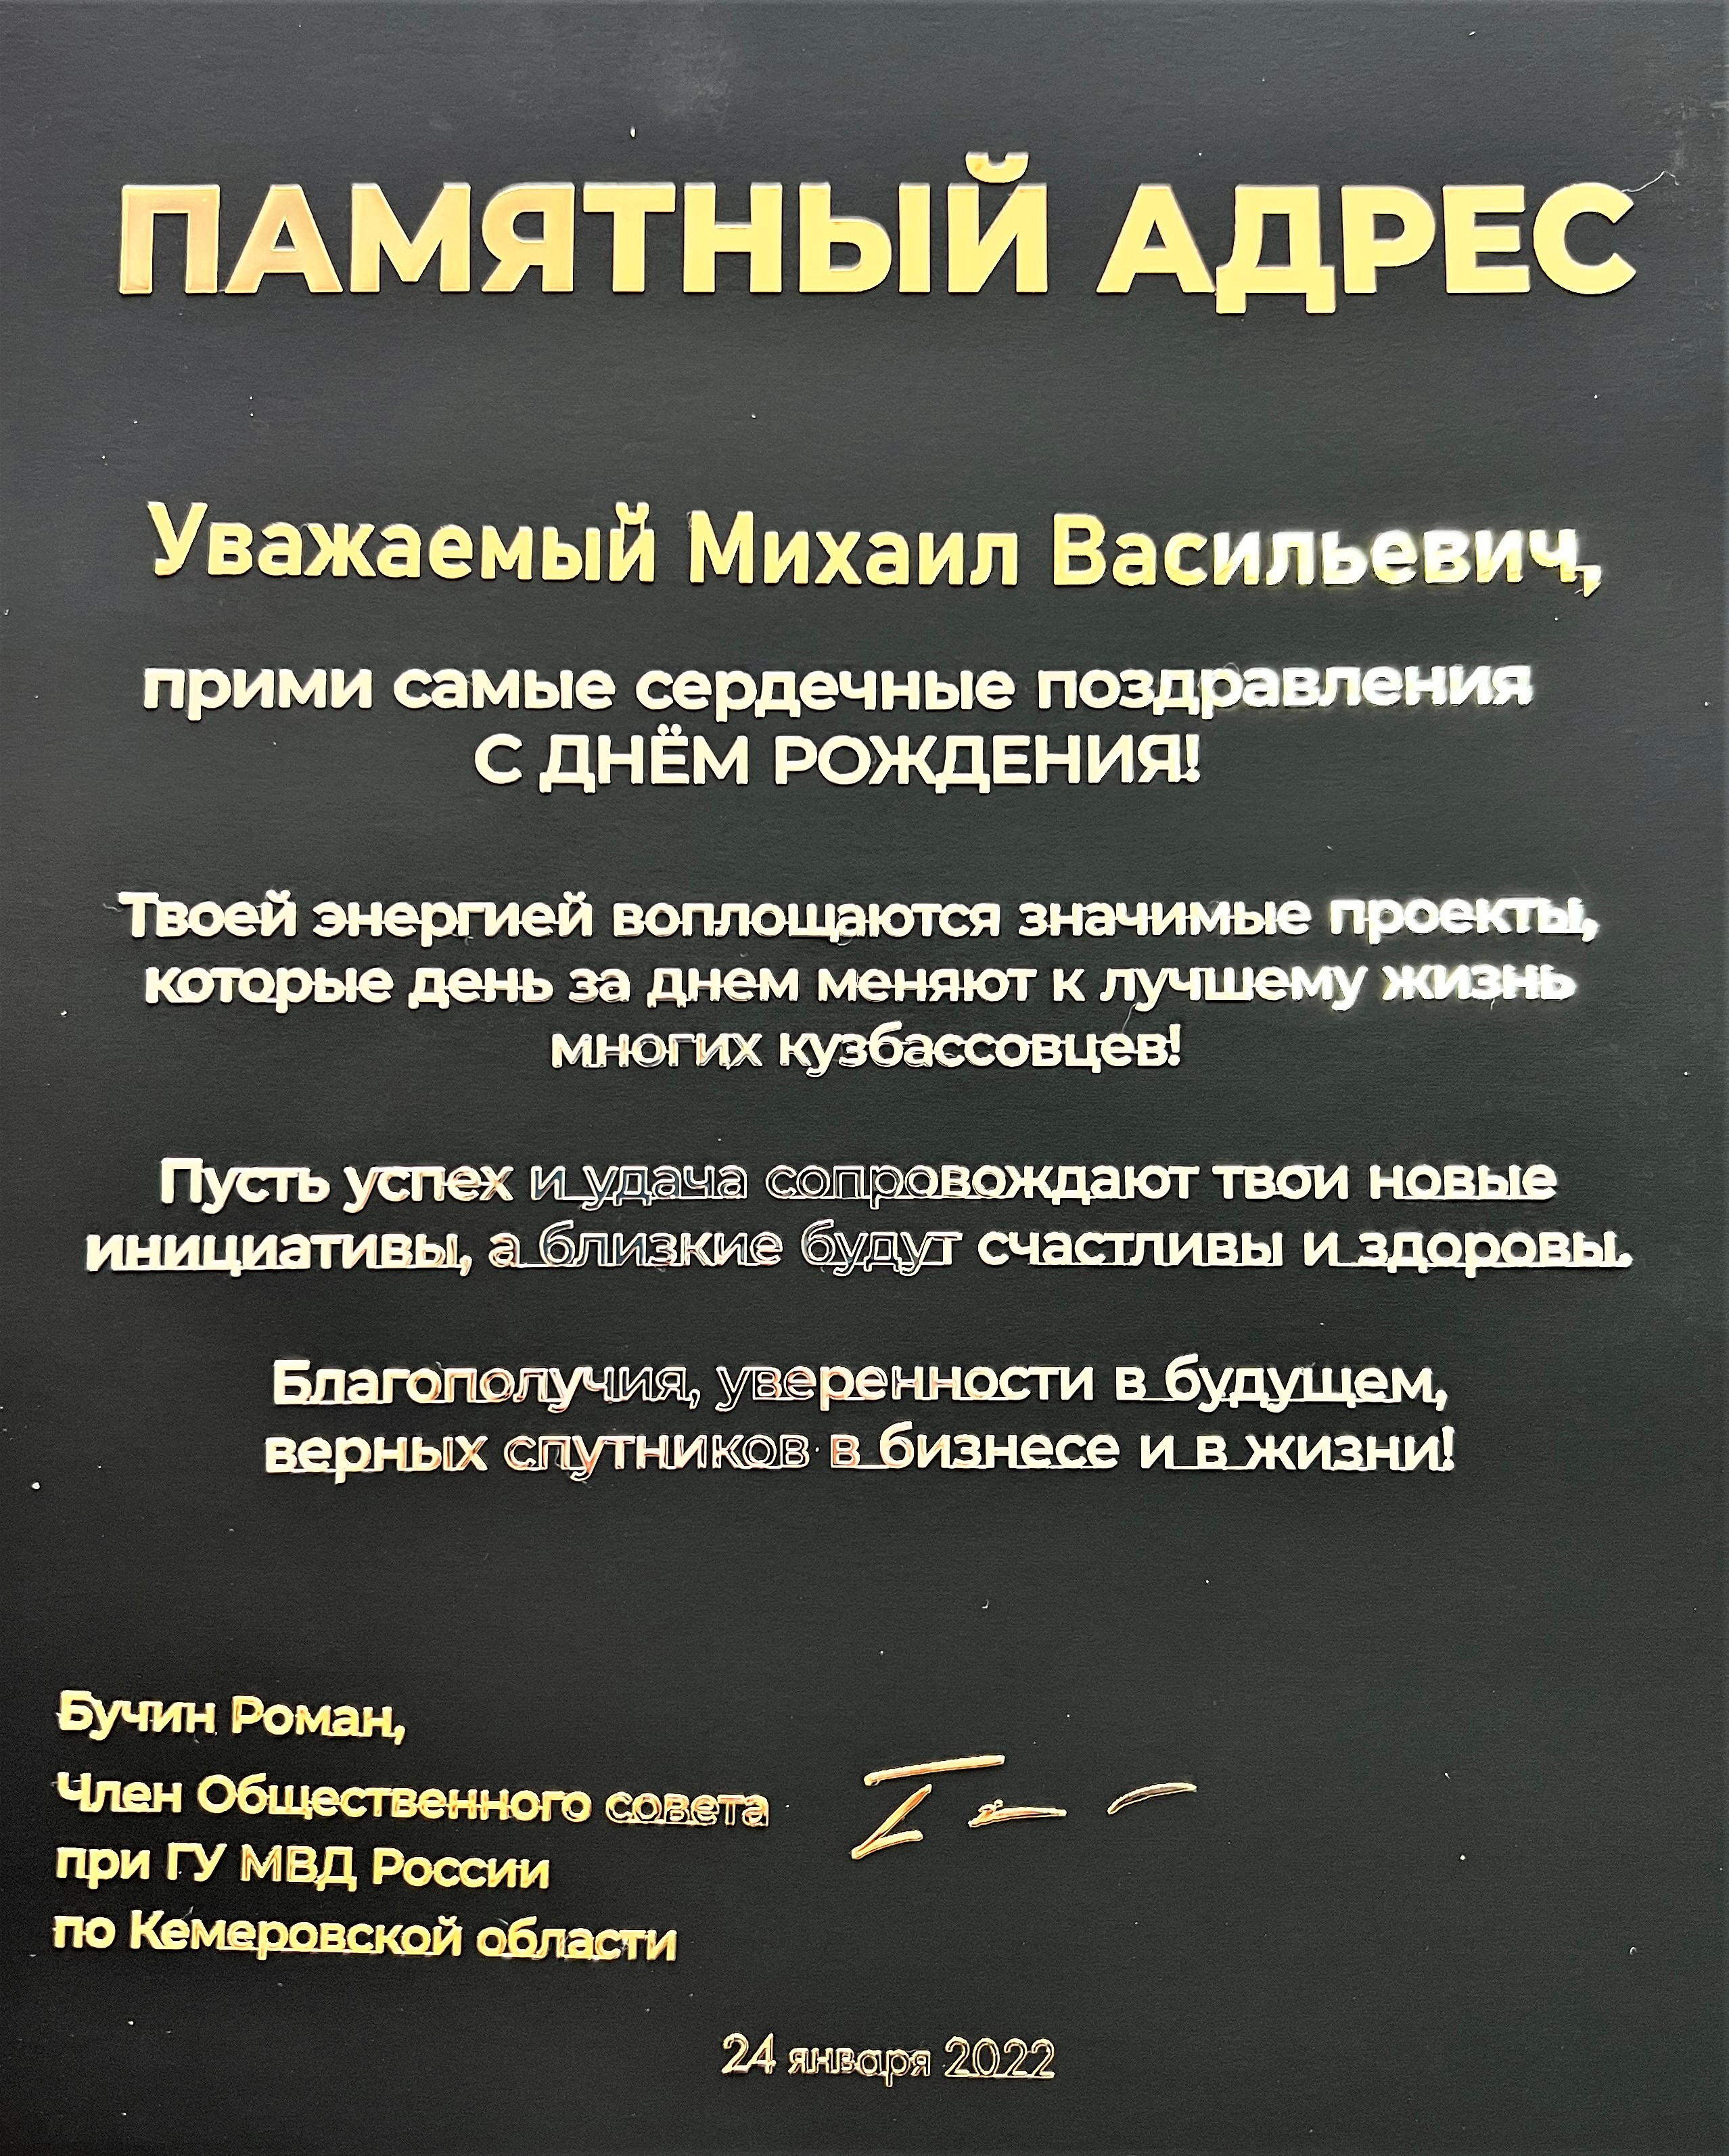 ПАМЯТНЫЙ АДРЕС
Уважаемый Михаил Васильевич,
прими самые сердечные поздравления
С ДНЁМ РОЖДЕНИЯ!
Твоей энергией воплощаются значимые проекты,
которые день за днем меняют к лучшему жизнь
многих кузбассовцев!
Пусть успех и удача сопровождают твои новые
инициативы, а близкие будут счастливы и здоровы.
Благополучия, уверенности в будущем,
верных спутников в бизнесе и в жизни!
Бучин Роман,
Член Общественного совета
при ГУ МВД России
по Кемеровской области
24 января 2022